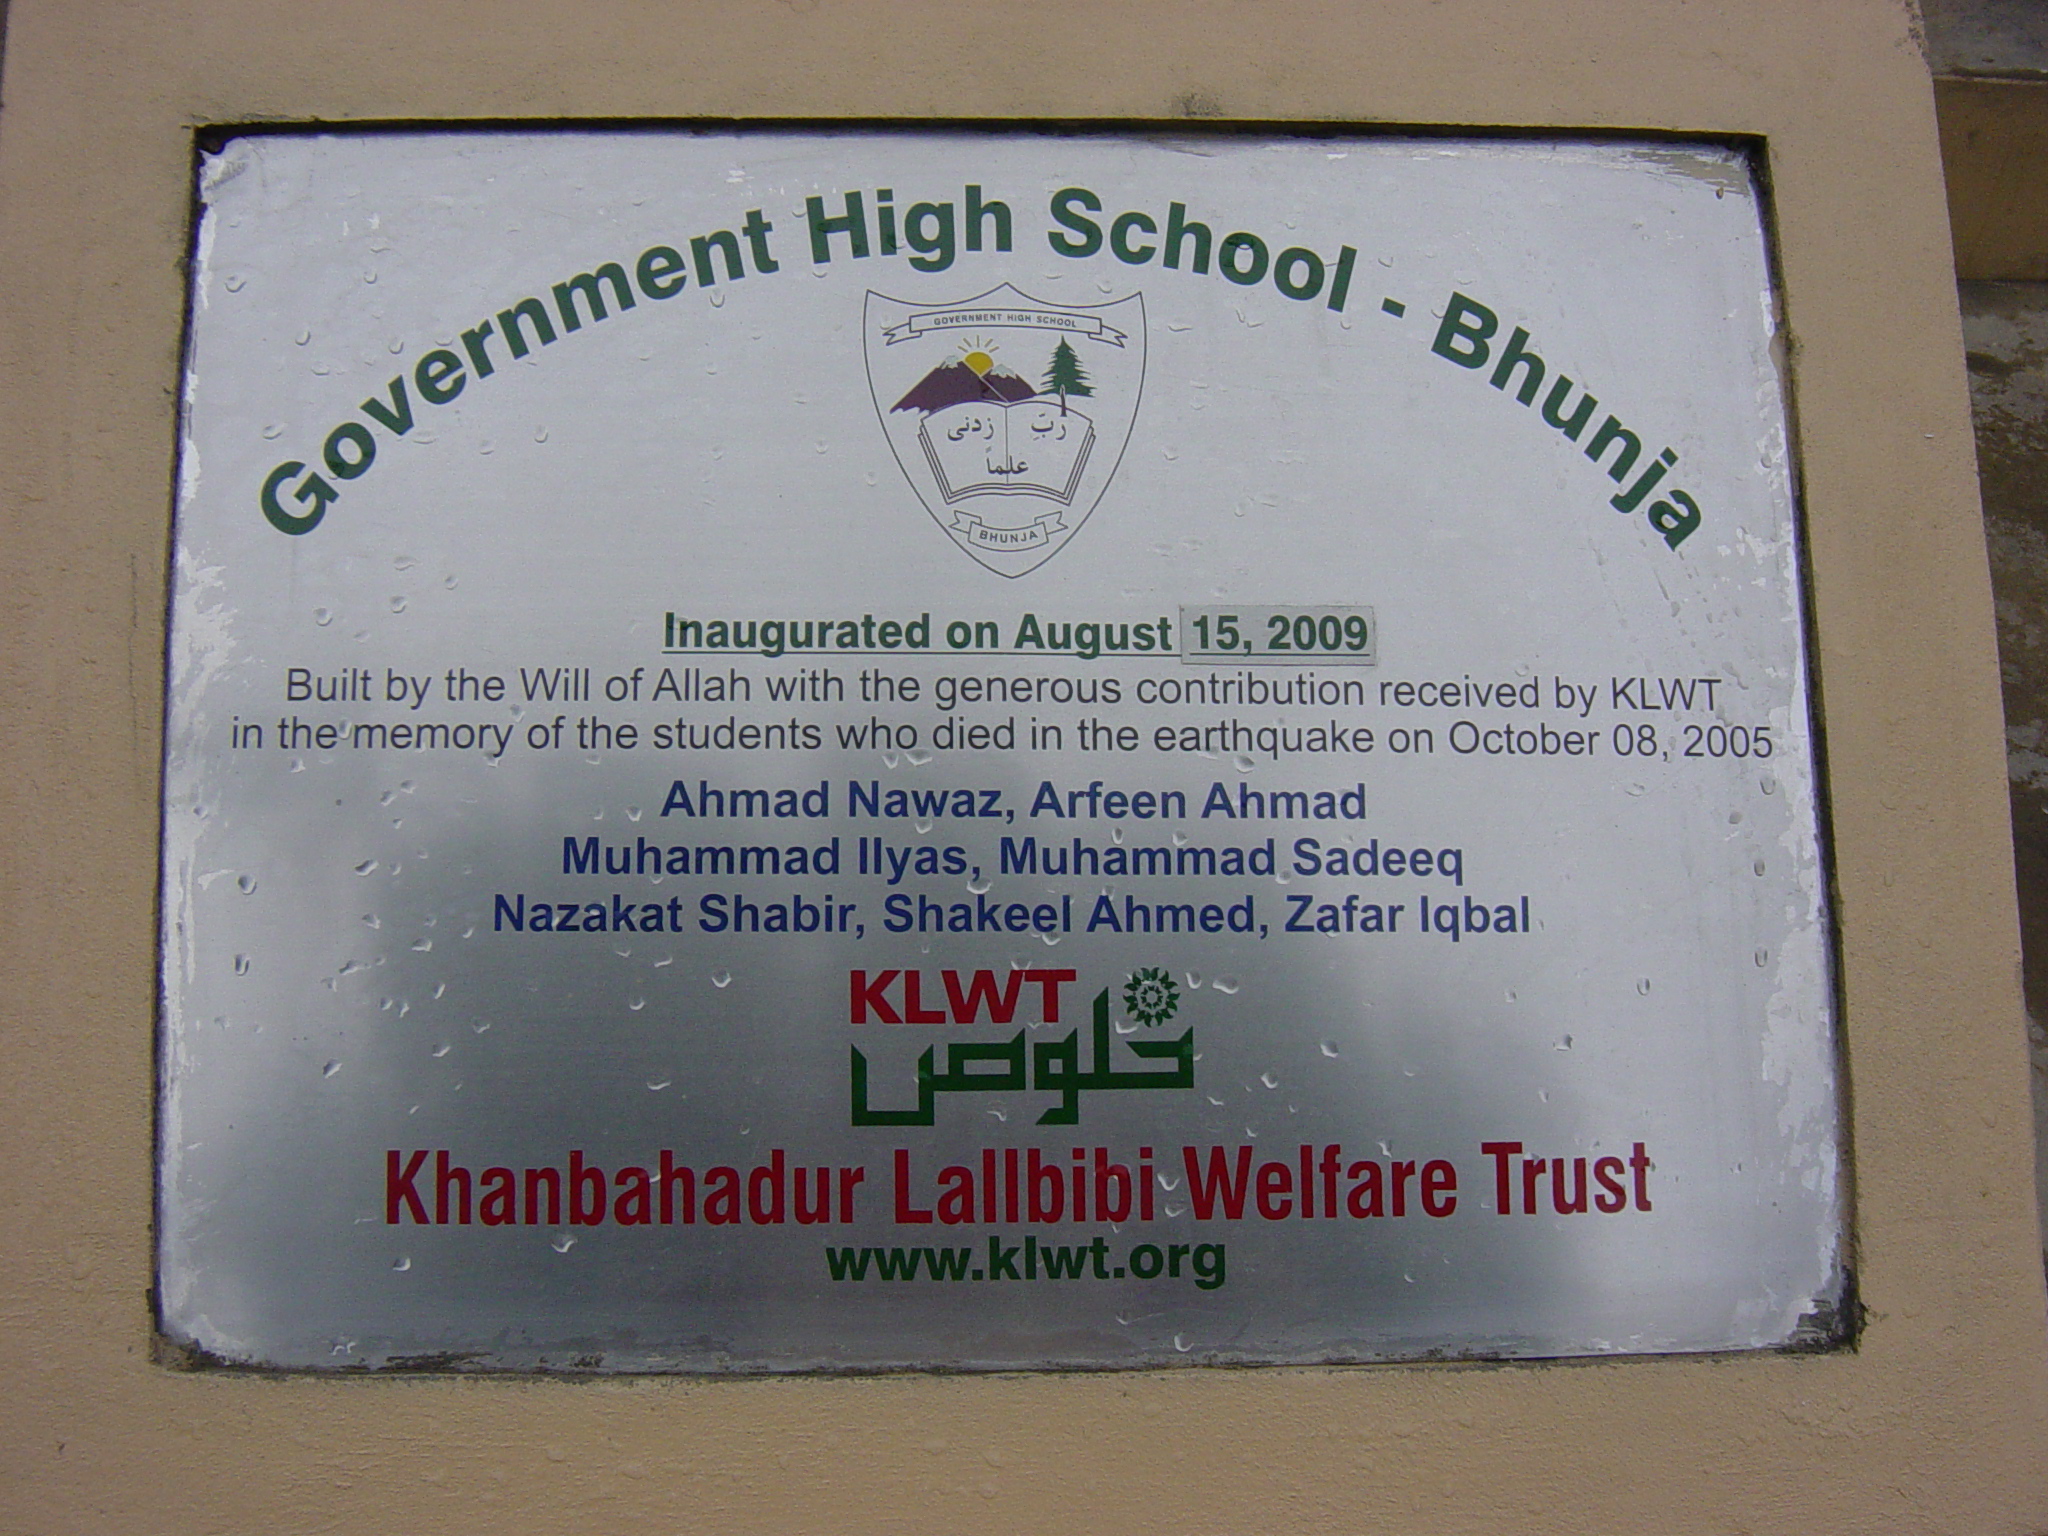 Government High School - Bhunja
GOVERNMENT HIGH SCHOOL
رَبِّ زدنی
علماً
BHUNJA
Inaugurated on August 15, 2009
Built by the Will of Allah with the generous contribution received by KLWT
in the memory of the students who died in the earthquake on October 08, 2005
Ahmad Nawaz, Arfeen Ahmad
Muhammad Ilyas, Muhammad Sadeeq
Nazakat Shabir, Shakeel Ahmed, Zafar Iqbal
KLWT
خلوص
Khanbahadur Lallbibi Welfare Trust
www.klwt.org